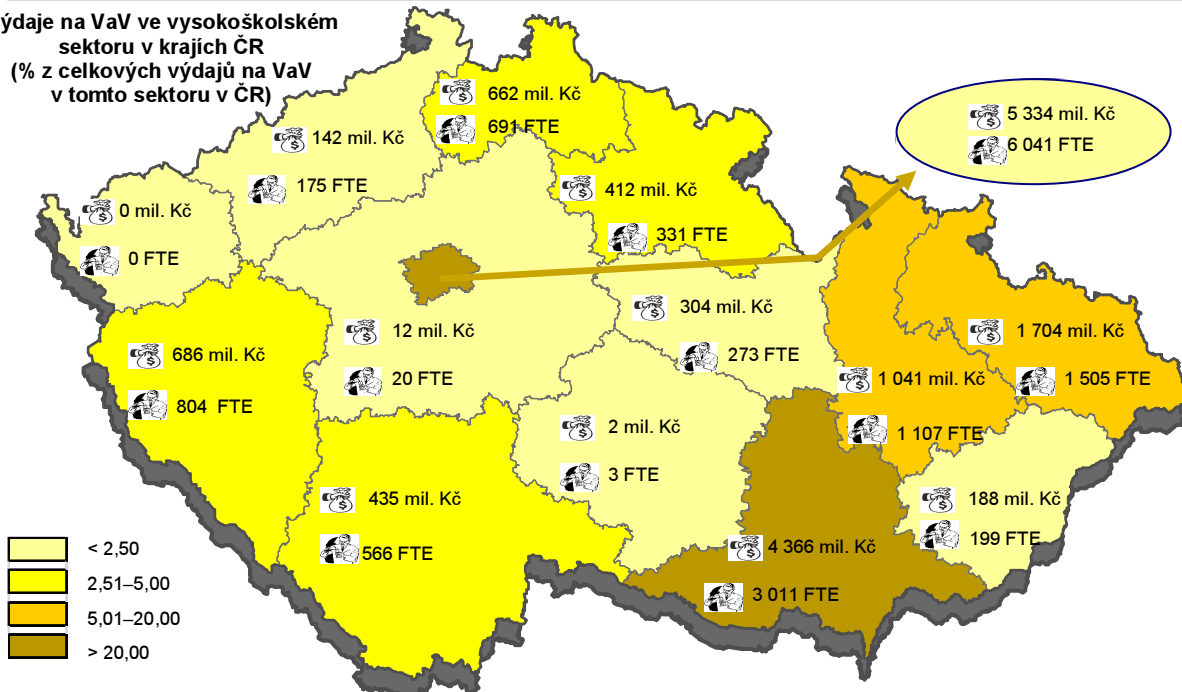 ýdaje na VaV ve vysokoškolském
sektoru v krajích ČR
(% z celkových výdajů na VaV
v tomto sektoru v ČR)
662 mil. Kč
691 FTE
5 334 mil. Kč
6 041 FTE
142 mil. Kč
175 FTE
412 mil. Kč
331 FTE
0 mil. Kč
0 FTE
304 mil. Kč
273 FTE
12 mil. Kč
20 FTE
1 704 mil. Kč
1 505 FTE
686 mil. Kč
804 FTE
1 041 mil. Kč
1 107 FTE
2 mil. Kč
3 FTE
435 mil. Kč
566 FTE
188 mil. Kč
199 FTE
4 366 mil. Kč
3 011 FTE
< 2,50
2,51–5,00
5,01–20,00
> 20,00